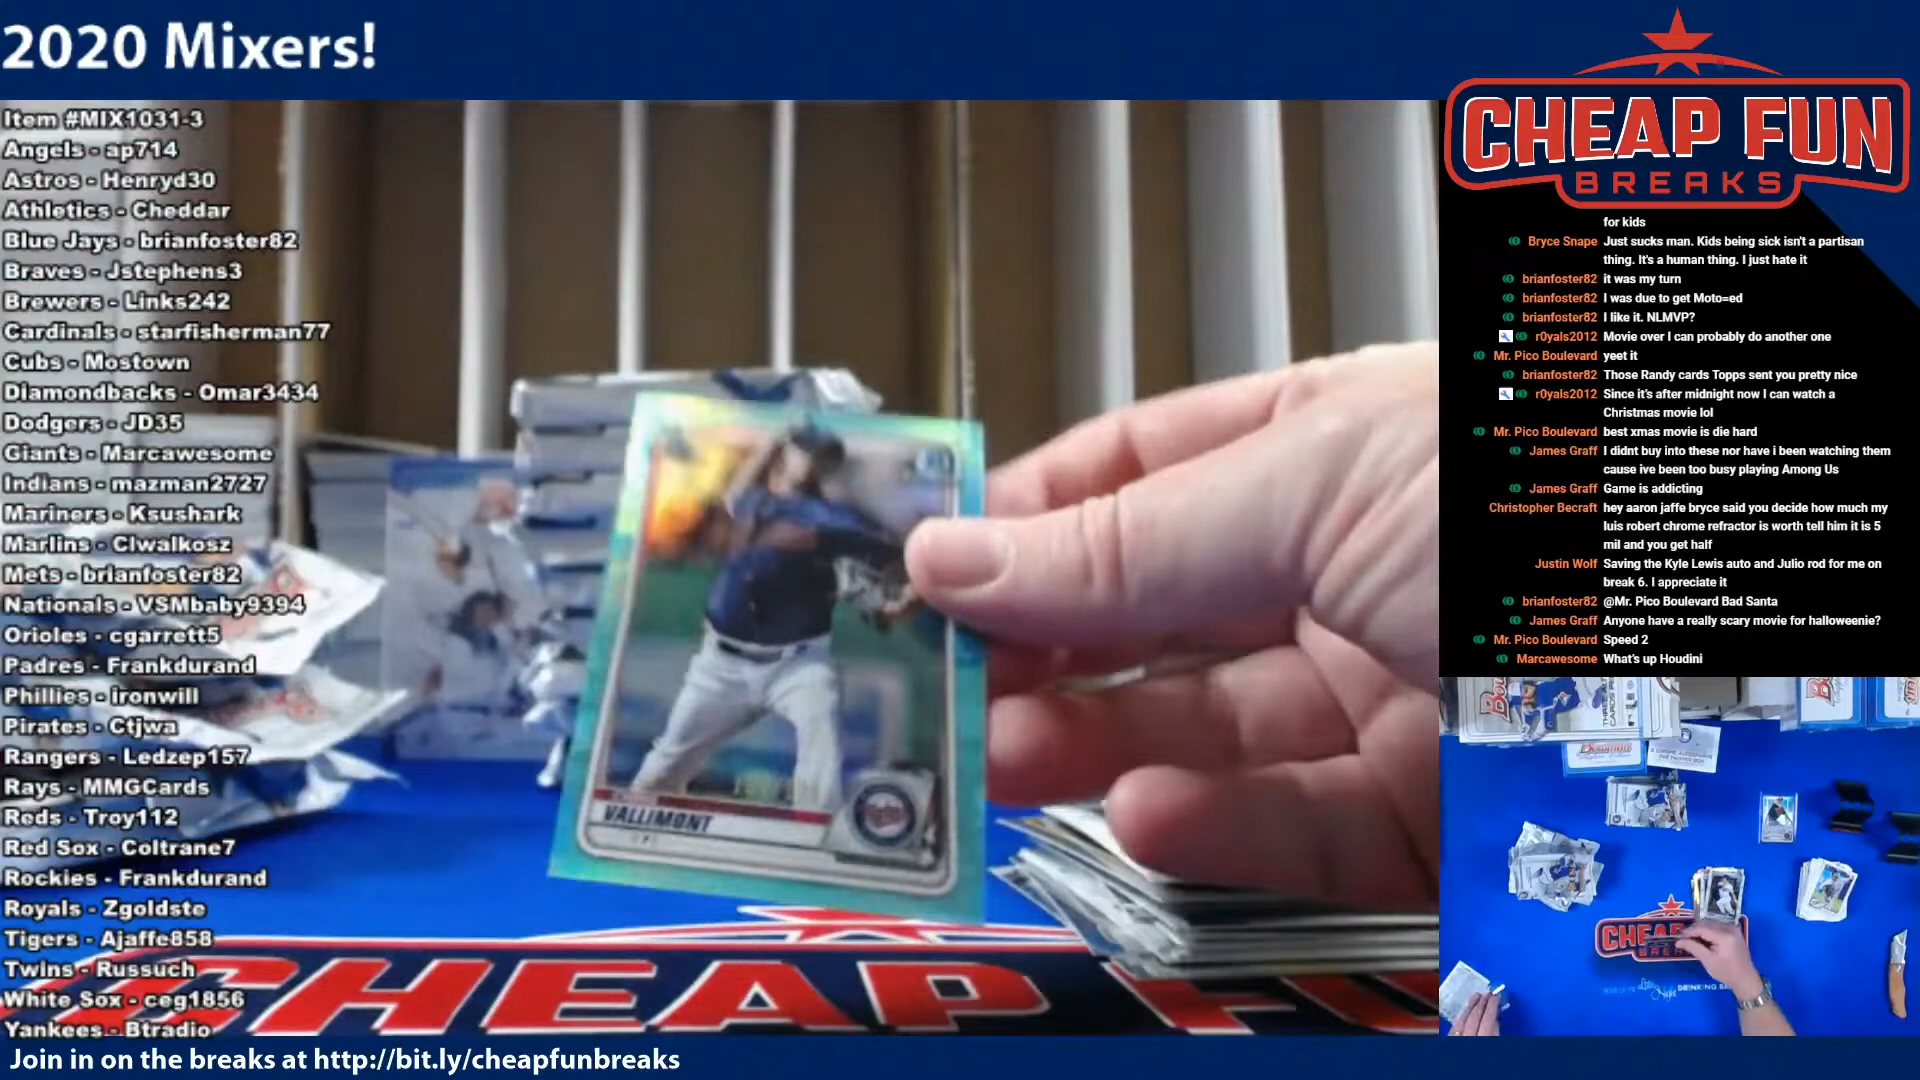 2020 Mixers!
Item #MIX1031-3
Angels - ap714
Astros - Henryd30
Athletics - Cheddar
Blue Jays - brianfoster82
Braves - Jstephens3
Brewers - Links242
Cardinals - starfisherman77
Cubs - Mostown
Diamondbacks - Omar3434
Dodgers - JD35
Giants - Marcawesome
Indians - mazman2727
Mariners - Ksushark
Marlins - Clwalkosz
Mets - brianfoster82
Nationals - VSMbaby9394
Orioles - cgarrett5
Padres - Frankdurand
Phillies - ironwill
Pirates - Ctjwa
Rangers - Ledzep157
Rays - MMGCards
Reds - Troy112
Red Sox - Coltrane7
Rockies - Frankdurand
Royals - Zgoldste
Tigers - Ajaffe858
Twins - Russuch
White Sox - ceg1856
Yankees - Btradio
VALLIMONT
CHEAP FU
Join in on the breaks at http://bit.ly/cheapfunbreaks
CHEAP FUN
BREAKS
for kids
Bryce Snape Just sucks man. Kids being sick isn't a partisan
thing. It's a human thing. I just hate it
brianfoster82 it was my turn
brianfoster82 I was due to get Moto=ed
brianfoster82 I like it. NLMVP?
r0yals2012 Movie over I can probably do another one
Mr. Pico Boulevard yeet it
brianfoster82 Those Randy cards Topps sent you pretty nice
r0yals2012 Since it's after midnight now I can watch a
Christmas movie lol
Mr. Pico Boulevard best xmas movie is die hard
James Graff I didnt buy into these nor have i been watching them
cause ive been too busy playing Among Us
James Graff Game is addicting
Christopher Becraft hey aaron jaffe bryce said you decide how much my
luis robert chrome refractor is worth tell him it is 5
mil and you get half
Justin Wolf Saving the Kyle Lewis auto and Julio rod for me on
break 6. I appreciate it
brianfoster82 @Mr. Pico Boulevard Bad Santa
James Graff Anyone have a really scary movie for halloweenie?
Mr. Pico Boulevard Speed 2
Marcawesome What's up Houdini